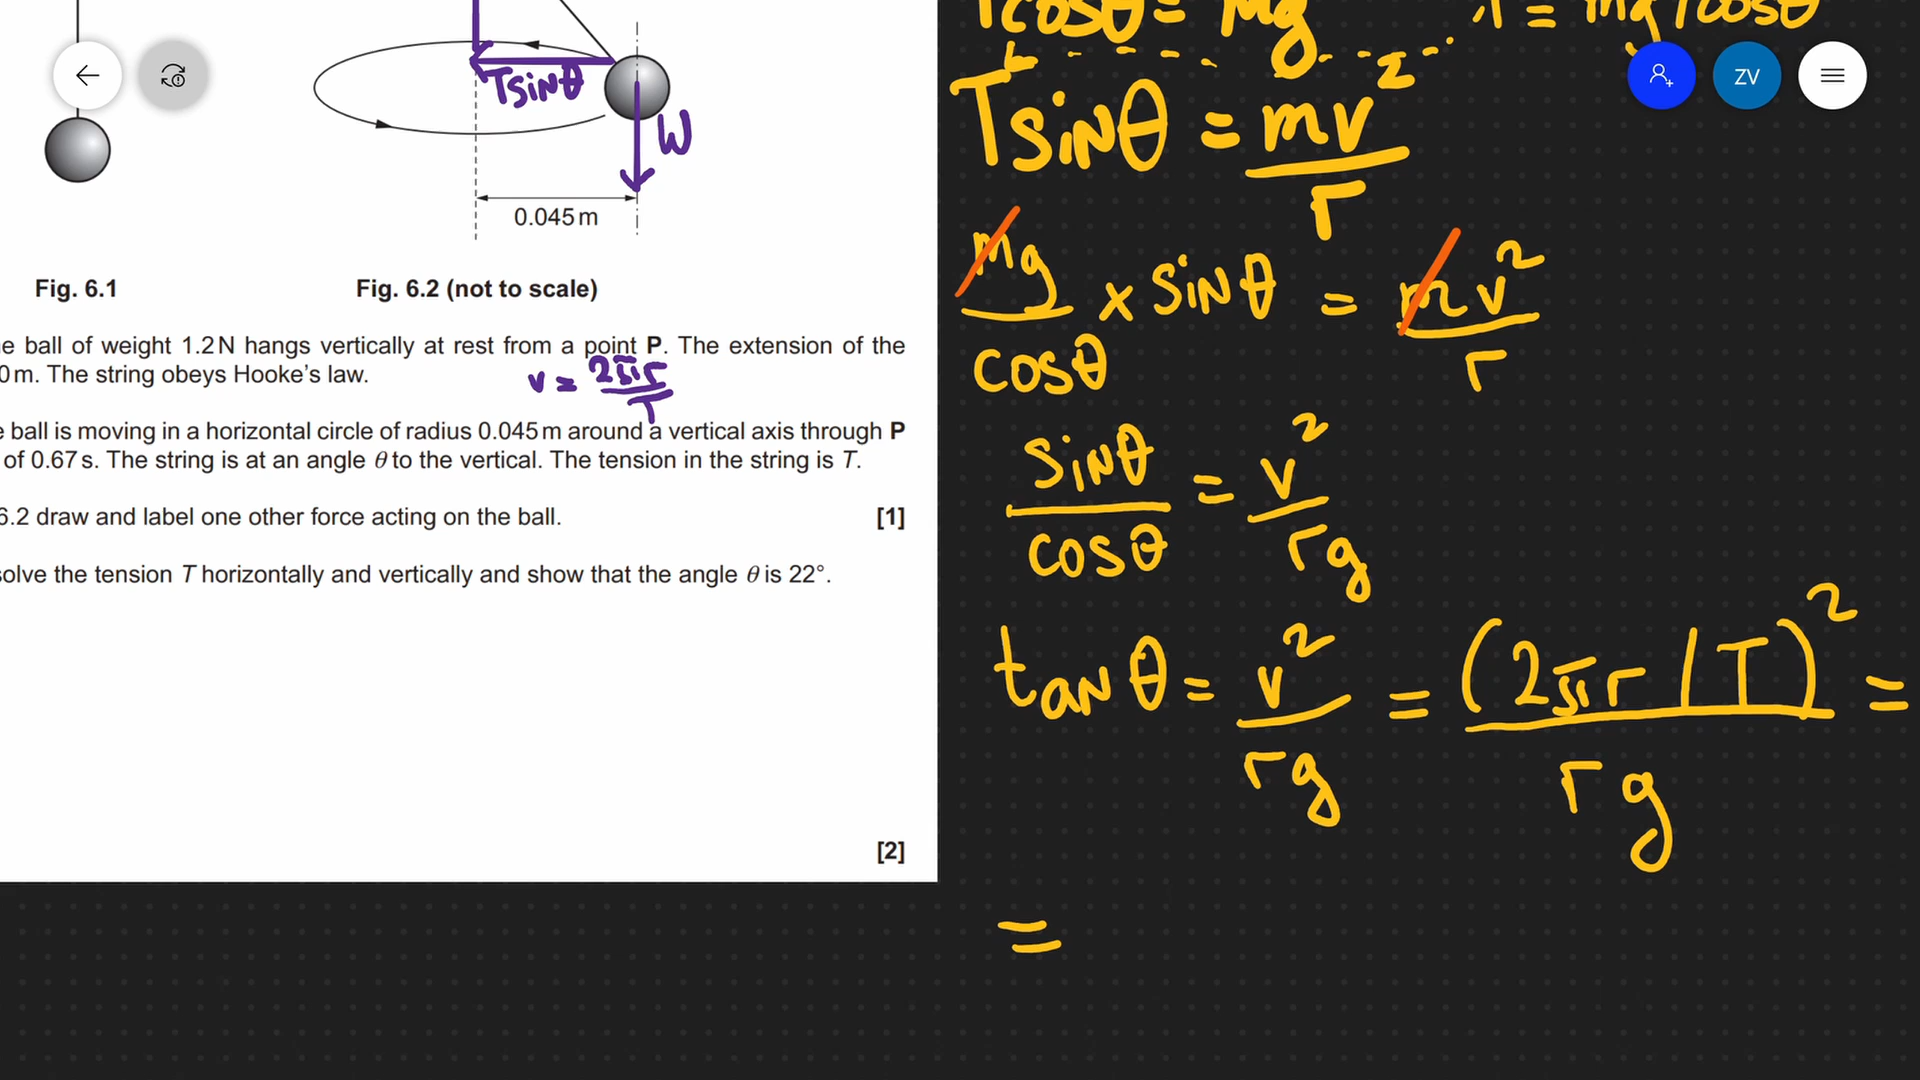 Tcosθ = Mg
T = mg/cosθ
ZV
Tsinθ
W
0.045 m
Fig. 6.1
Fig. 6.2 (not to scale)
e ball of weight 1.2 N hangs vertically at rest from a point P. The extension of the
0 m. The string obeys Hooke's law.
v = 2πr/T
e ball is moving in a horizontal circle of radius 0.045 m around a vertical axis through P
of 0.67 s. The string is at an angle θ to the vertical. The tension in the string is T.
6.2 draw and label one other force acting on the ball.
[1]
solve the tension T horizontally and vertically and show that the angle θ is 22°.
[2]
Tsinθ = mv²/r
mg/cosθ × sinθ = mv²/r
sinθ/cosθ = v²/rg
tanθ = v²/rg = (2πr/T)²/rg =
=